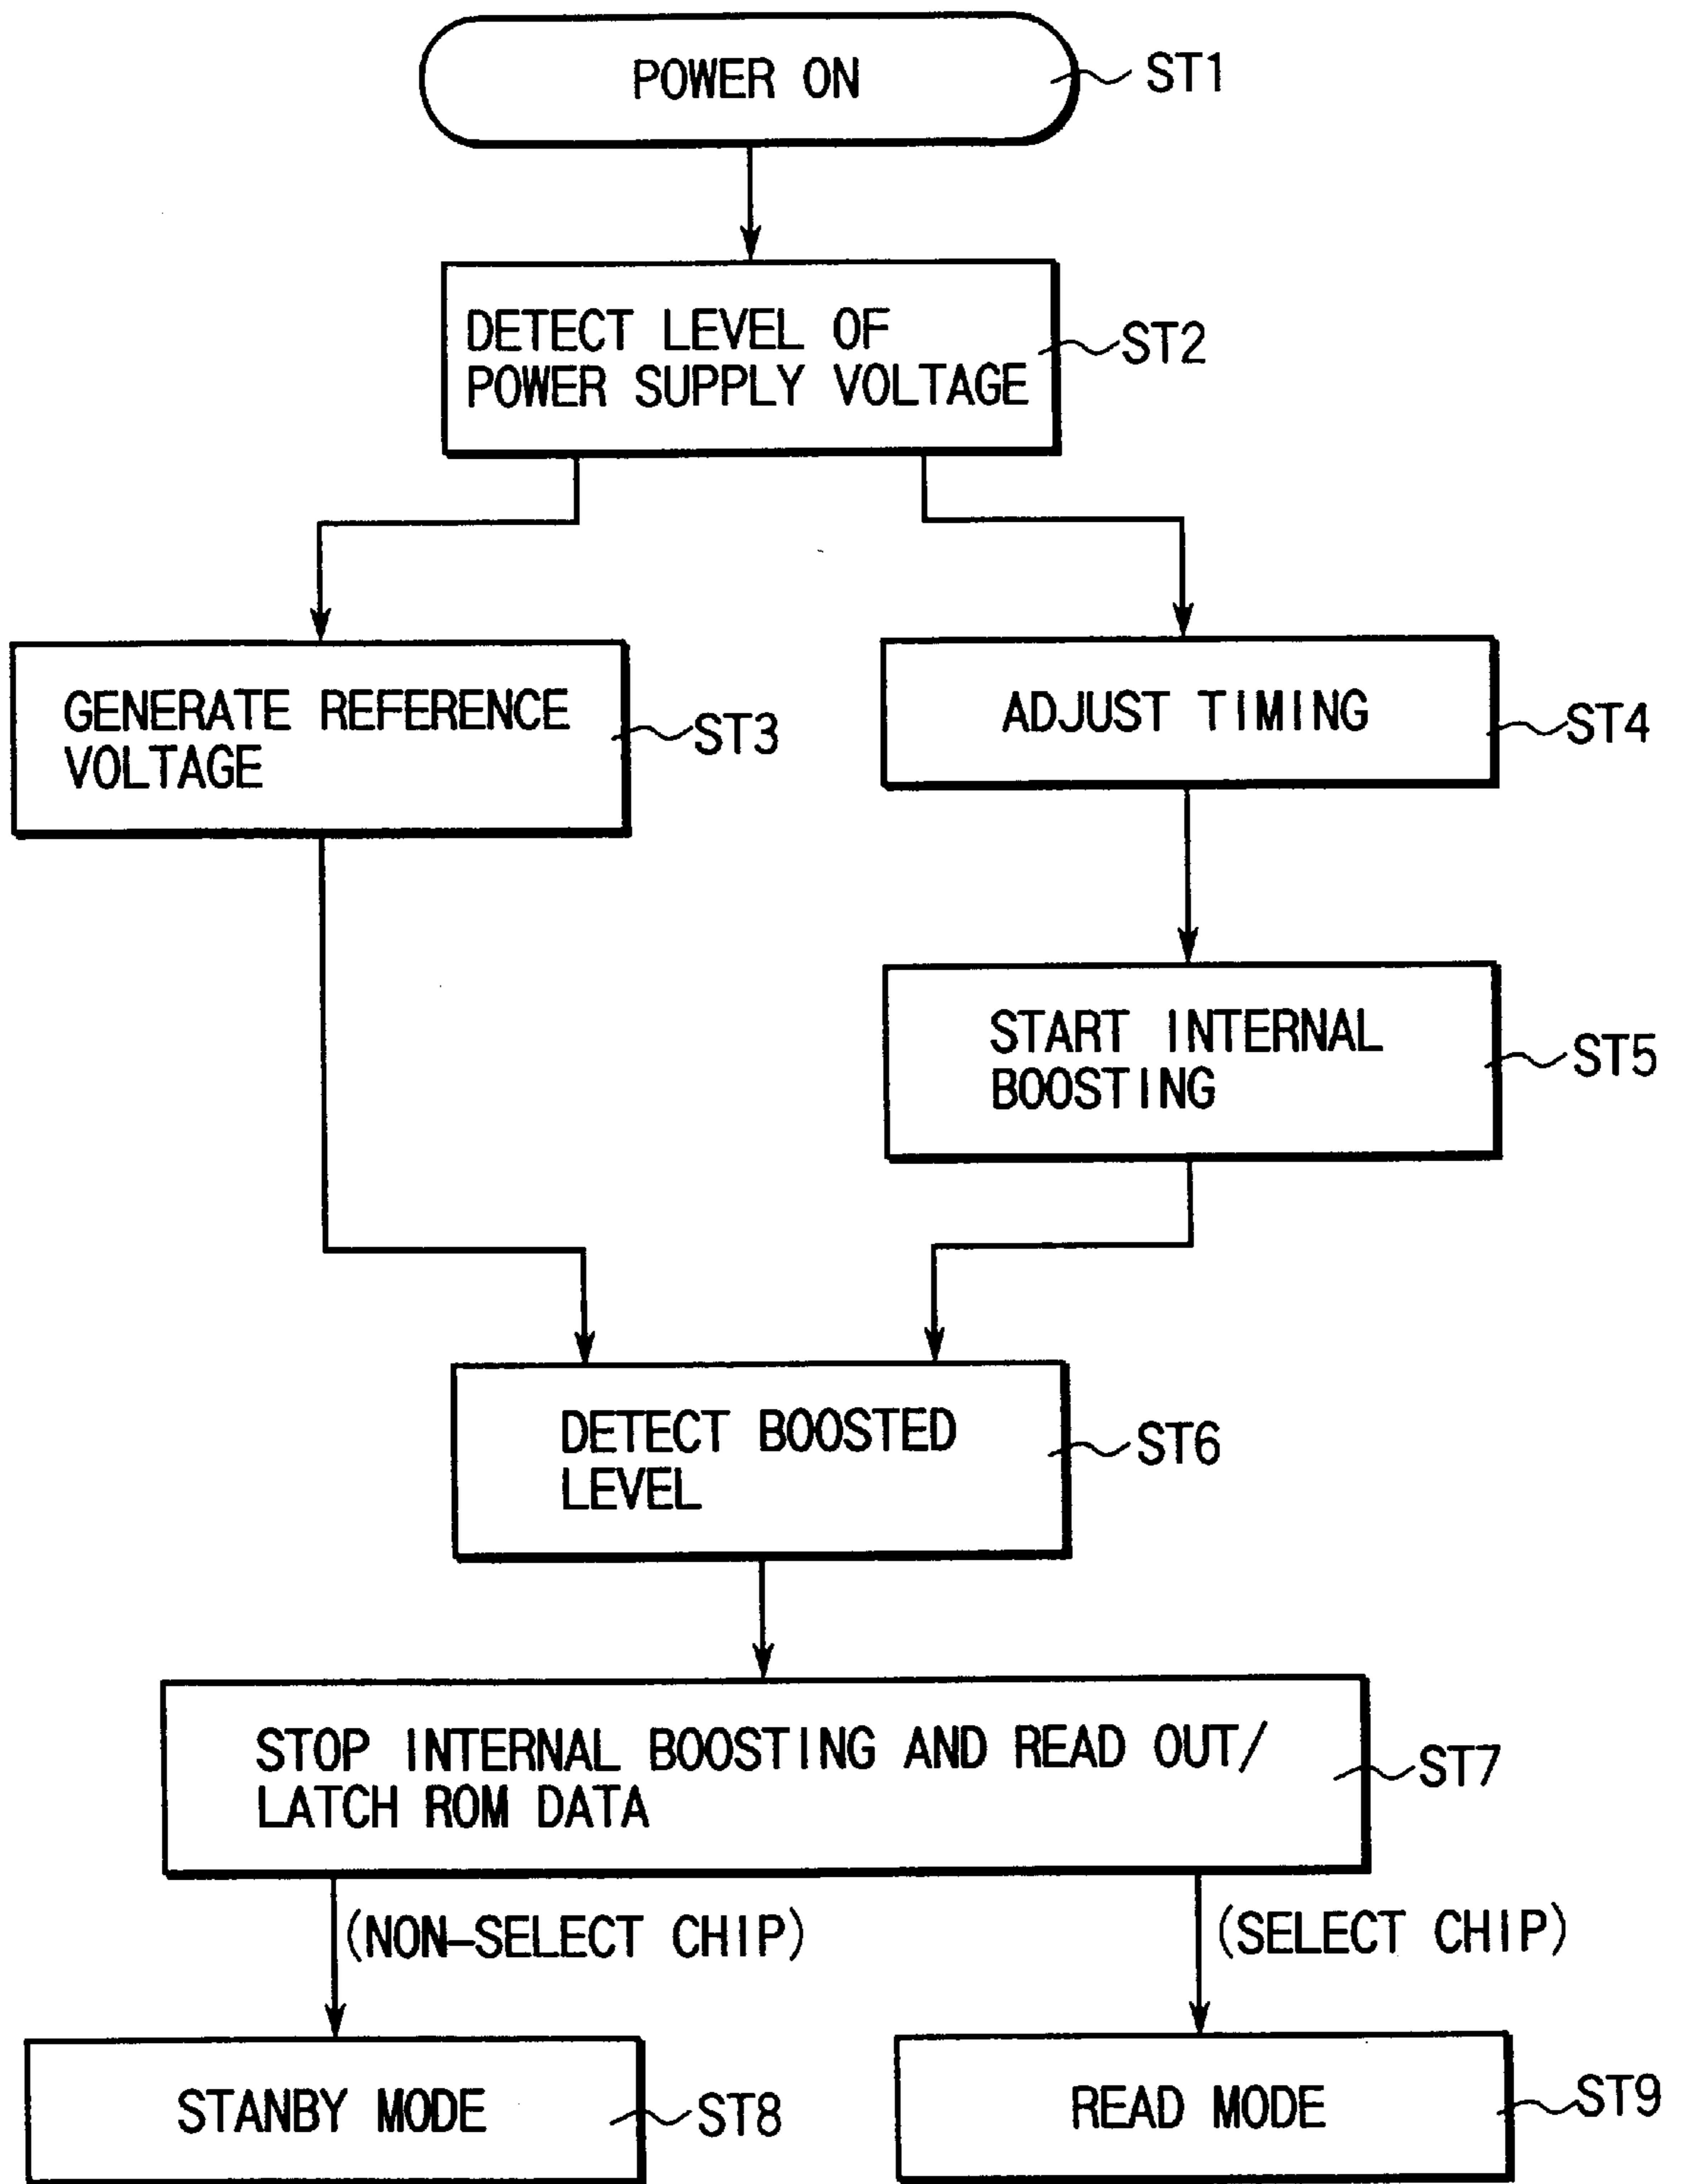 POWER ON
ST1
DETECT LEVEL OF
POWER SUPPLY VOLTAGE
ST2
GENERATE REFERENCE
VOLTAGE
ST3
ADJUST TIMING
ST4
START INTERNAL
BOOSTING
ST5
DETECT BOOSTED
LEVEL
ST6
STOP INTERNAL BOOSTING AND READ OUT/
LATCH ROM DATA
ST7
(NON-SELECT CHIP)
(SELECT CHIP)
STANBY MODE
ST8
READ MODE
ST9